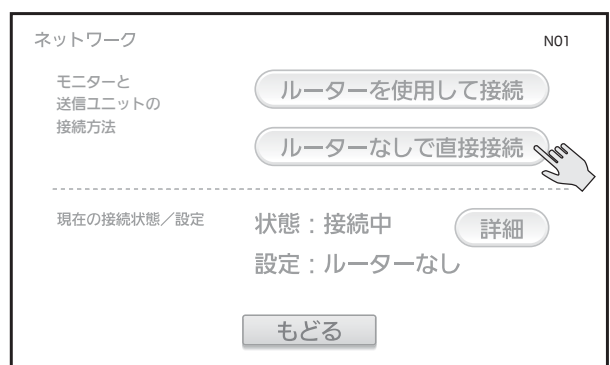 ネットワーク
N01
モニターと
送信ユニットの
接続方法
ルーターを使用して接続
ルーターなしで直接接続
現在の接続状態／設定
状態：接続中
詳細
設定：ルーターなし
もどる